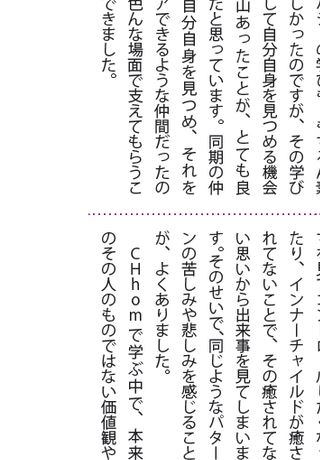 しかったのですが、その学び
して自分自身を見つめる機会
山あったことが、とても良
たと思っています。同期の仲
自分自身を見つめ、それを
アできるような仲間だったの
色んな場面で支えてもらうこ
できました。
たり、インナーチャイルドが癒さ
れてないことで、その癒されてな
い思いから出来事を見てしまいま
す。そのせいで、同じようなパター
ンの苦しみや悲しみを感じること
が、よくありました。
CHhomで学ぶ中で、本来
のその人のものではない価値観や